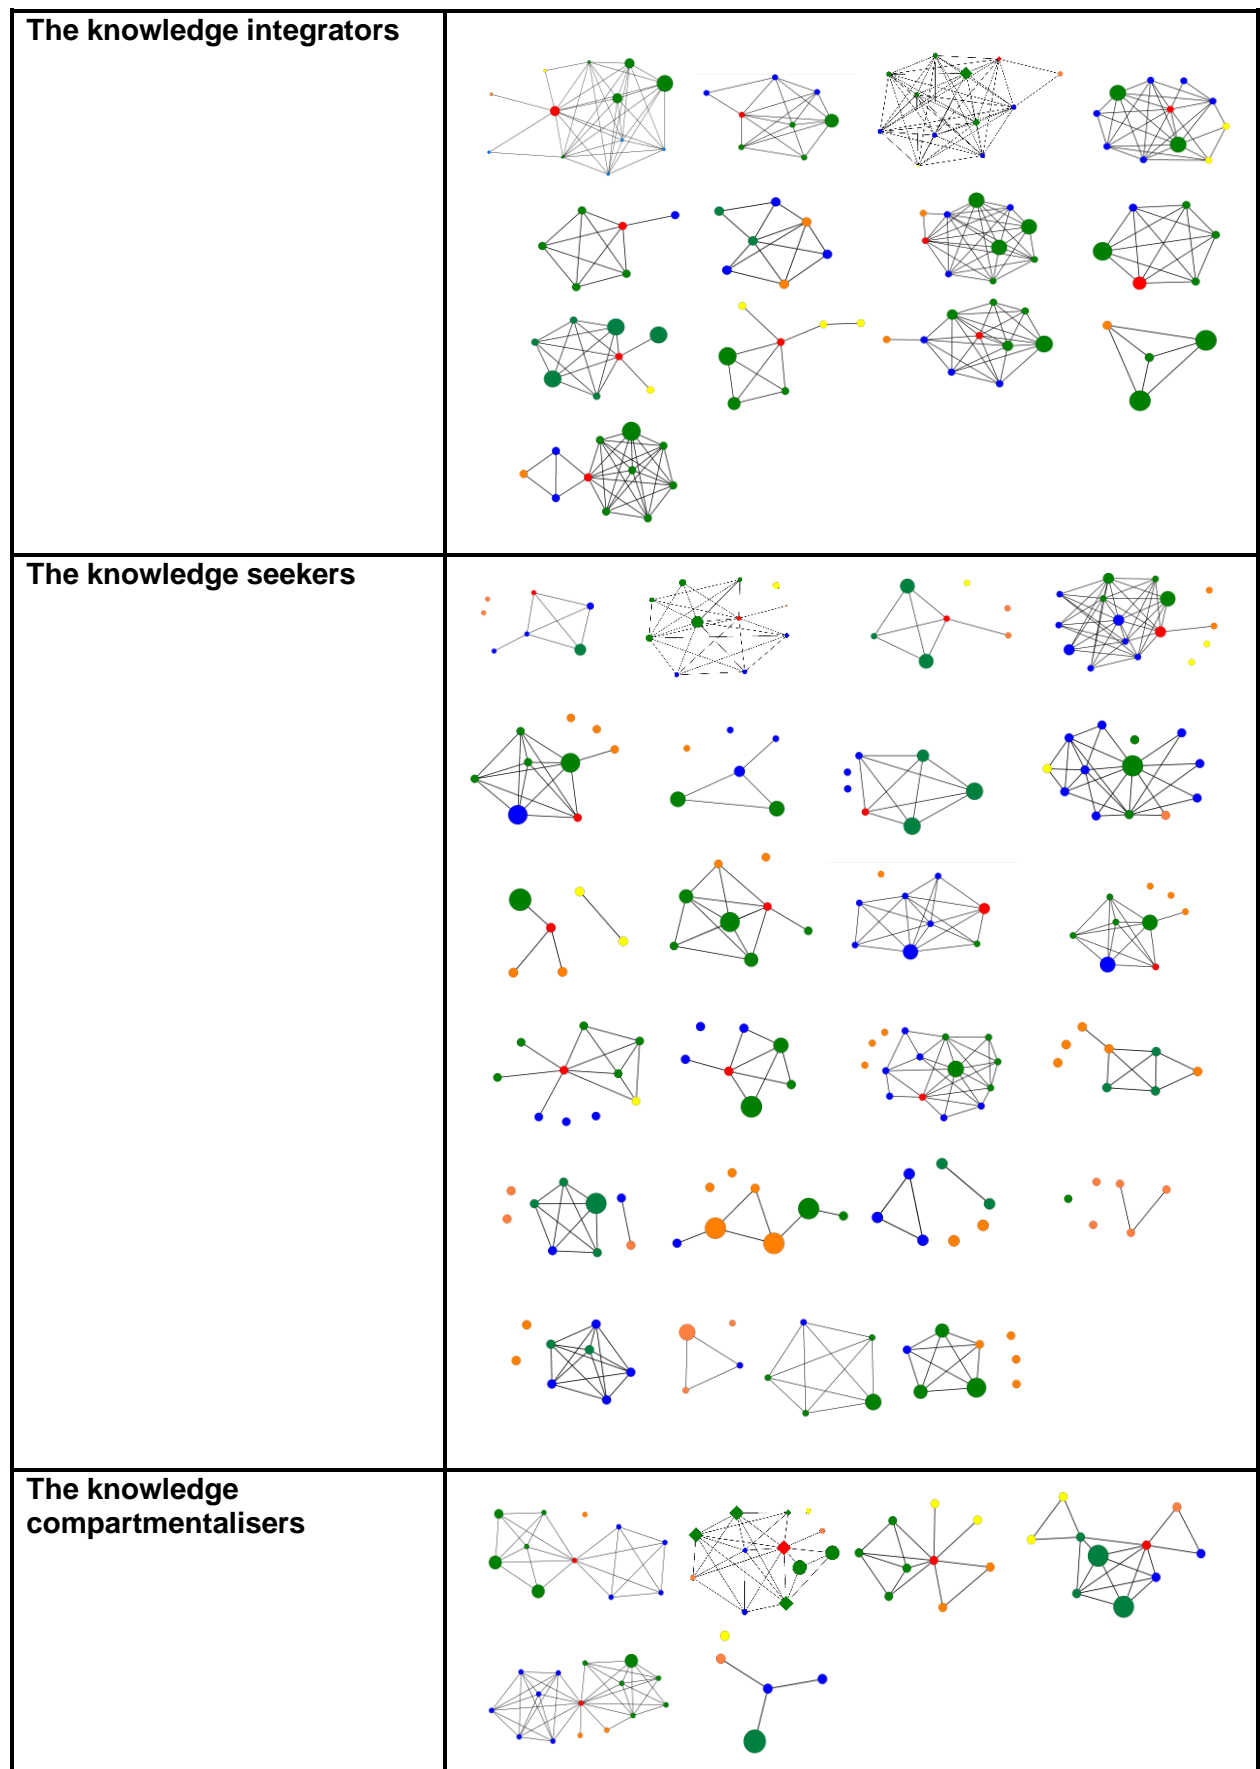 The knowledge integrators
The knowledge seekers
The knowledge
compartmentalisers